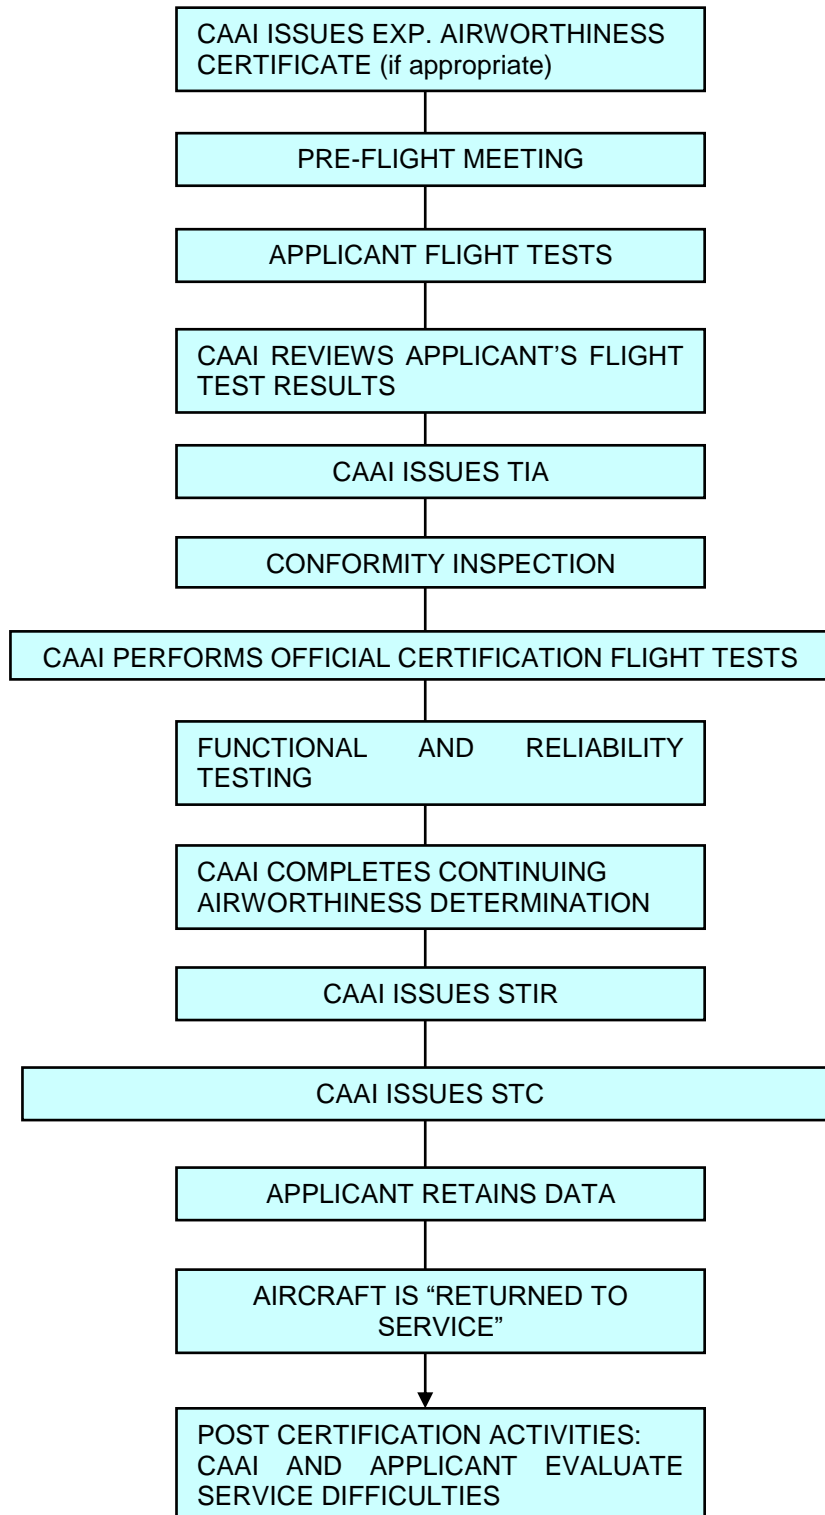 CAAI ISSUES EXP. AIRWORTHINESS
CERTIFICATE (if appropriate)
PRE-FLIGHT MEETING
APPLICANT FLIGHT TESTS
CAAI REVIEWS APPLICANT’S FLIGHT
TEST RESULTS
CAAI ISSUES TIA
CONFORMITY INSPECTION
CAAI PERFORMS OFFICIAL CERTIFICATION FLIGHT TESTS
FUNCTIONAL AND RELIABILITY
TESTING
CAAI COMPLETES CONTINUING
AIRWORTHINESS DETERMINATION
CAAI ISSUES STIR
CAAI ISSUES STC
APPLICANT RETAINS DATA
AIRCRAFT IS “RETURNED TO
SERVICE”
POST CERTIFICATION ACTIVITIES:
CAAI AND APPLICANT EVALUATE
SERVICE DIFFICULTIES